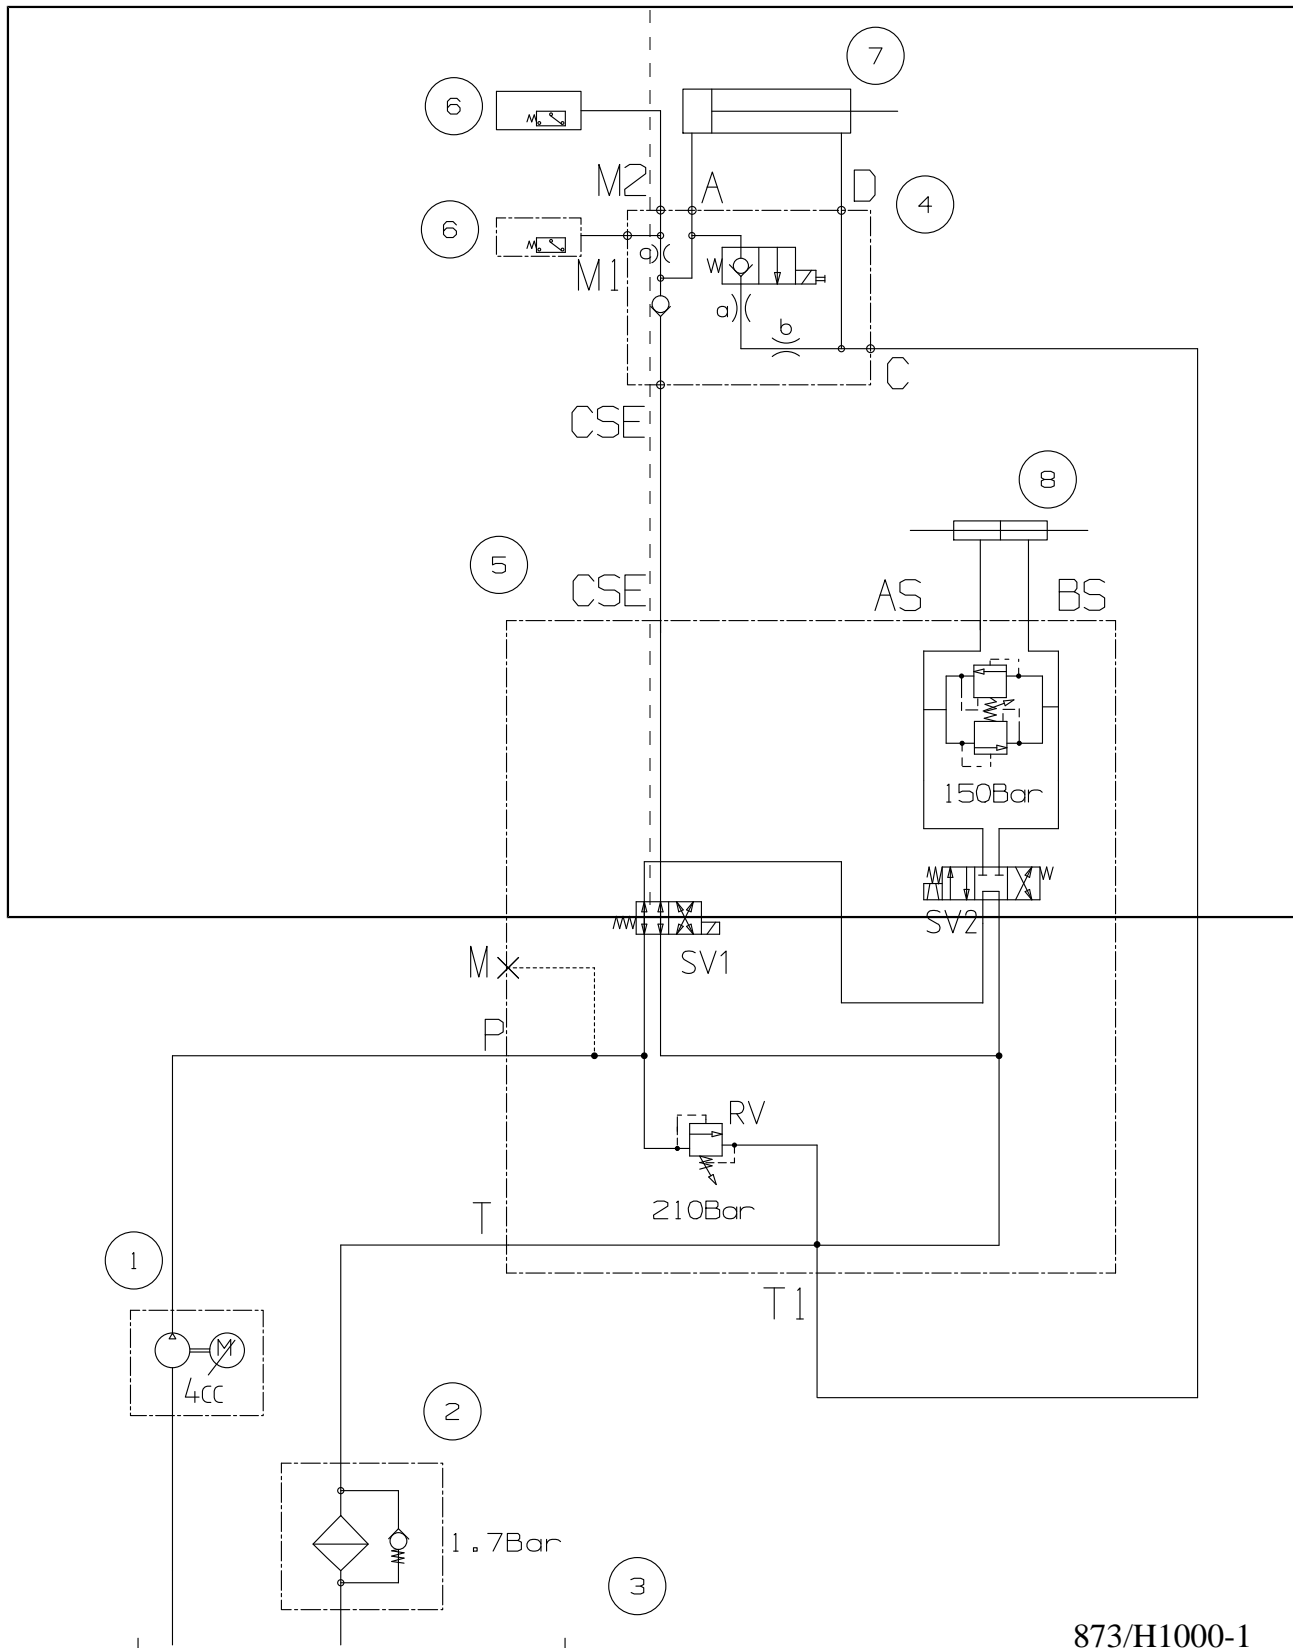 7
6
M2 A D
4
6
a
M1
a
b
C
CSE
8
5
CSE AS BS
150Bar
SV2
M SV1
P
RV
210Bar
T
1
T1
M
4cc
2
1.7Bar
3
873/H1000-1